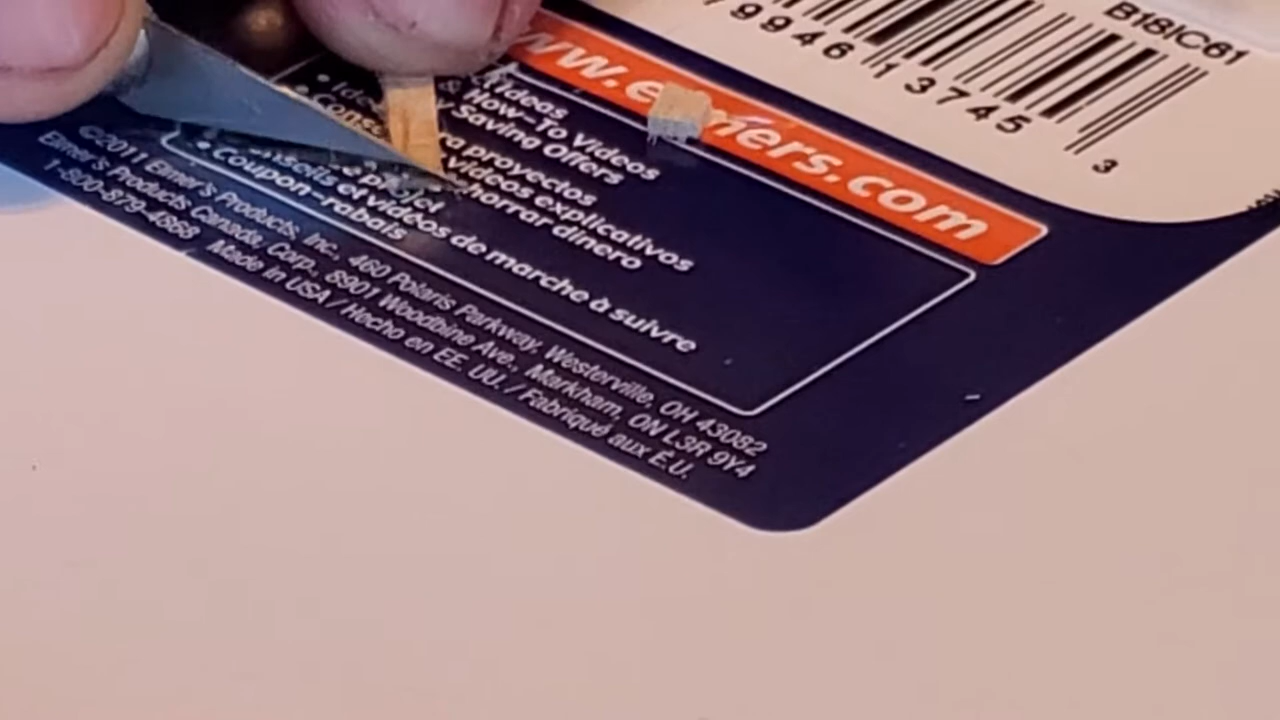 B18IC61
79946 13745 3
www.elmers.com
Ideas
& How-To Videos
Saving Offers
proyectos
videos explicativos
ahorrar dinero
• Conseils et vidéos de marche à suivre
• Coupon-rabais
©2011 Elmer's Products, Inc., 460 Polaris Parkway, Westerville, OH 43082
Elmer's Products Canada, Corp., 8901 Woodbine Ave., Markham, ON L3R 9Y4
1-800-879-4868 Made in USA / Hecho en EE. UU. / Fabriqué aux É.U.